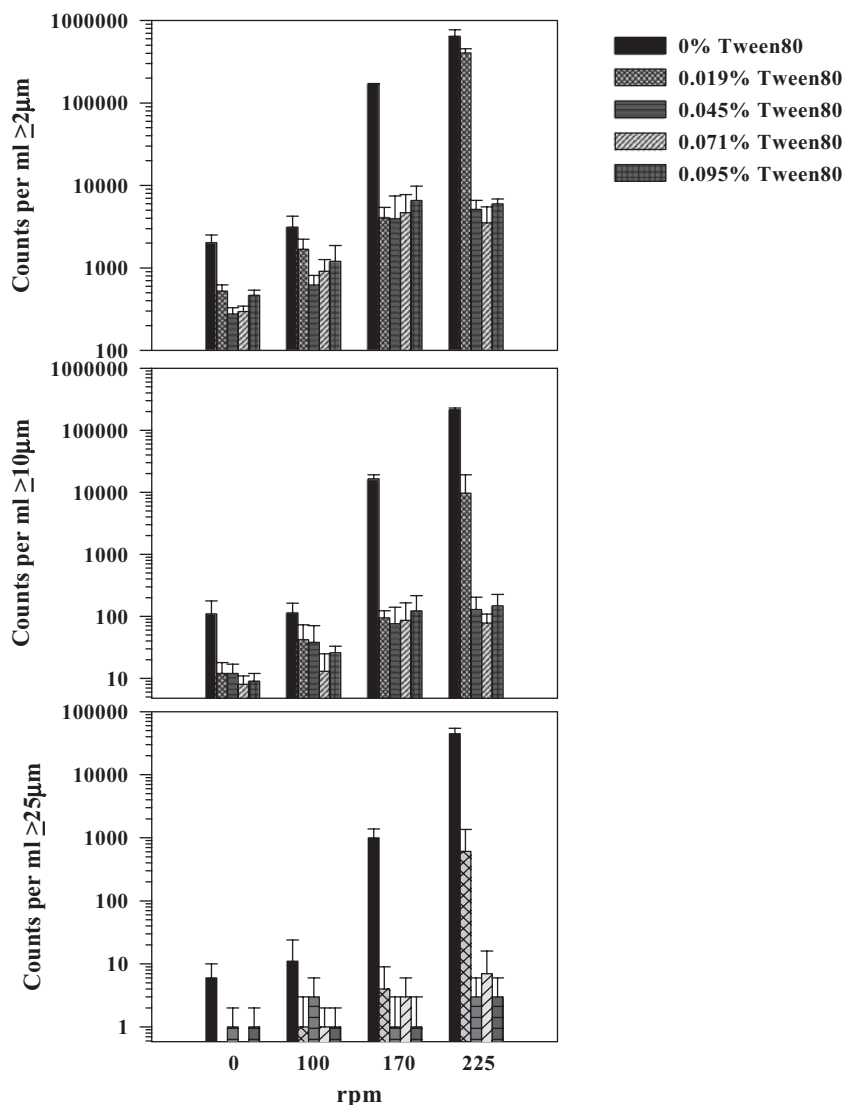 1000000
100000
10000
1000
100
Counts per ml ≥2μm
0% Tween80
0.019% Tween80
0.045% Tween80
0.071% Tween80
0.095% Tween80
1000000
100000
10000
1000
100
10
Counts per ml ≥10μm
100000
10000
1000
100
10
1
Counts per ml ≥25μm
0 100 170 225
rpm